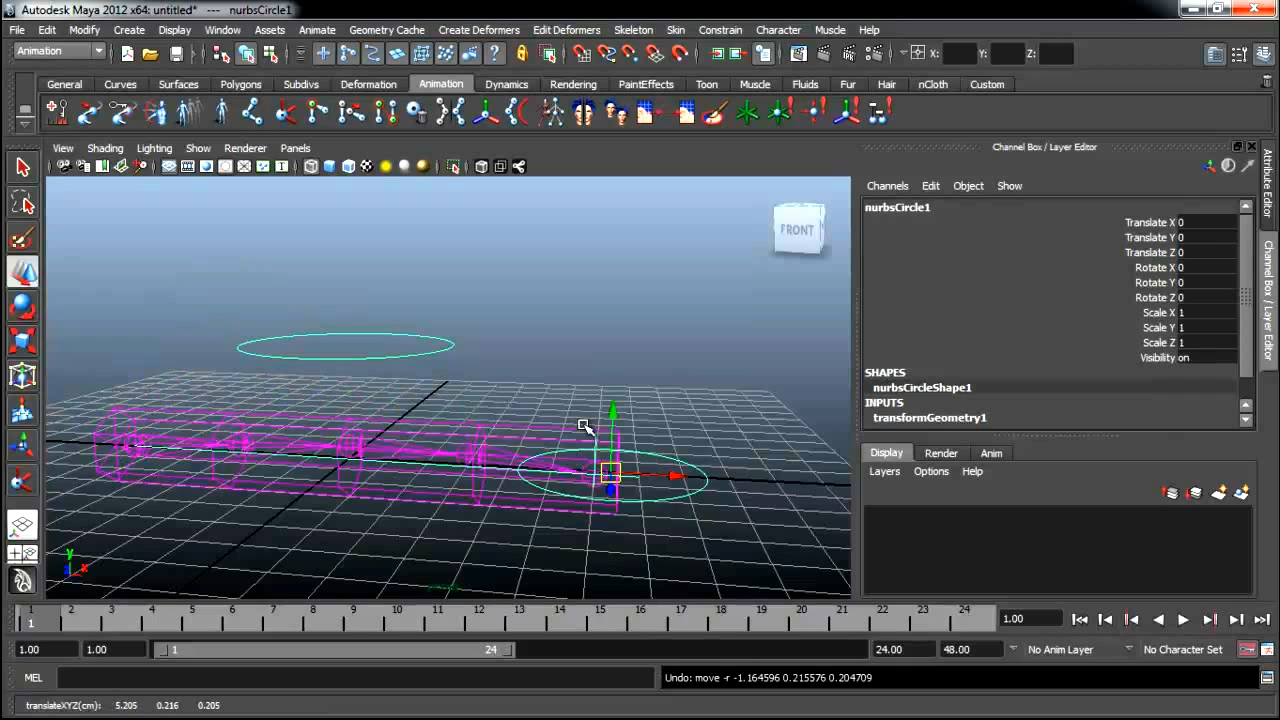 Autodesk Maya 2012 x64: untitled* --- nurbsCircle1
File Edit Modify Create Display Window Assets Animate Geometry Cache Create Deformers Edit Deformers Skeleton Skin Constrain Character Muscle Help
Animation X: Y: Z:
General Curves Surfaces Polygons Subdivs Deformation Animation Dynamics Rendering PaintEffects Toon Muscle Fluids Fur Hair nCloth Custom
View Shading Lighting Show Renderer Panels
Channel Box / Layer Editor
Channels Edit Object Show
nurbsCircle1
Translate X 0
Translate Y 0
Translate Z 0
Rotate X 0
Rotate Y 0
Rotate Z 0
Scale X 1
Scale Y 1
Scale Z 1
Visibility on
SHAPES
nurbsCircleShape1
INPUTS
transformGeometry1
Display Render Anim
Layers Options Help
Attribute Editor
Channel Box / Layer Editor
FRONT
y
z x
1 2 3 4 5 6 7 8 9 10 11 12 13 14 15 16 17 18 19 20 21 22 23 24
1
1.00
1.00 1.00 1 24 24.00 48.00 No Anim Layer No Character Set
MEL Undo: move -r -1.164596 0.215576 0.204709
translateXYZ(cm): 5.205 0.216 0.205